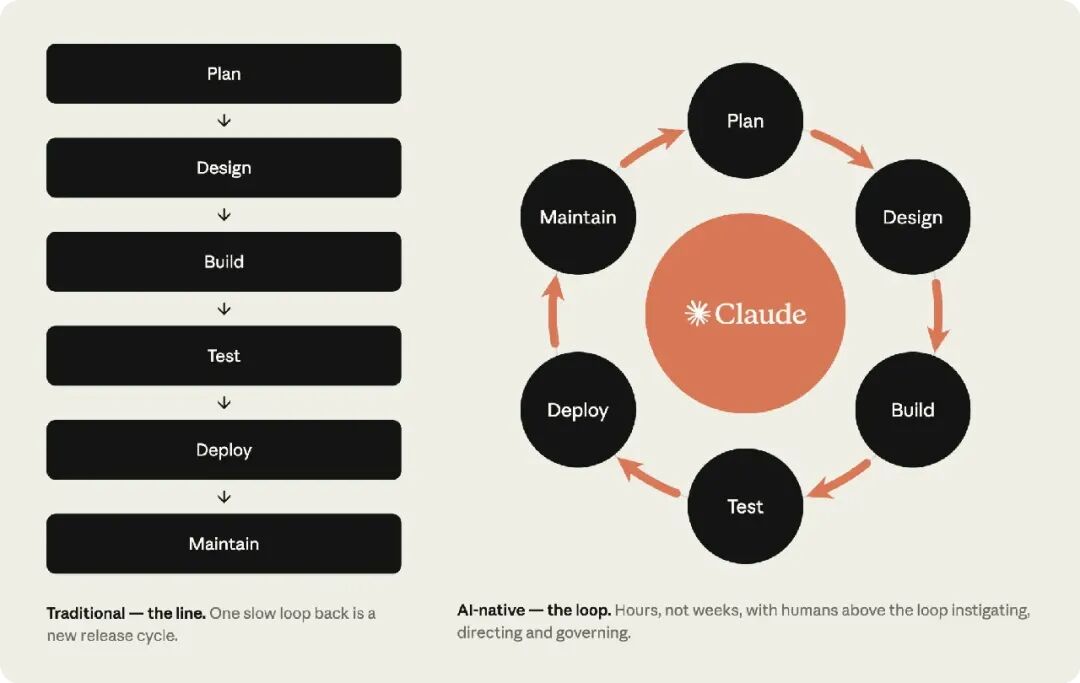 Plan
Design
Build
Test
Deploy
Maintain
Traditional — the line. One slow loop back is a
new release cycle.
Plan
Design
Build
Test
Deploy
Maintain
Claude
AI-native — the loop. Hours, not weeks, with humans above the loop instigating,
directing and governing.